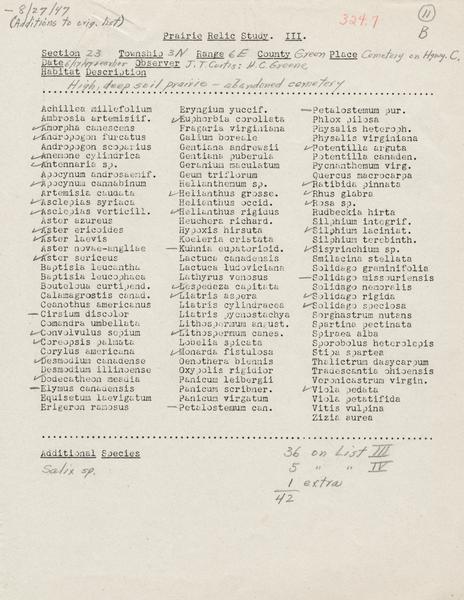 – 8/27/47
(Additions to orig. list)
324.7
11
B
Prairie Relic Study. III.
Section 23 Township 3N Range 6E County Green Place Cemetery on Hgwy. C,
Date 6/7/47 Observer J.T. Curtis; H.C. Greene
Habitat Description
High, deep soil prairie – abandoned cemetery
Achillea millefolium Eryngium yuccif. –Petalostemum pur.
Ambrosia artemisiif. ✓Euphorbia corollata Phlox pilosa
✓Amorpha canescens Fragaria virginiana Physalis heteroph.
✓Andropogon furcatus Galium boreale Physalis virginiana
Andropogon scoparius Gentiana andrewsii ✓Potentilla arguta
✓Anemone cylindrica Gentiana puberula Potentilla canaden.
✓Antennaria sp. Geranium maculatum Pycnanthemum vir.
Apocynum androsaemif. Geum triflorum Quercus macrocarpa
✓Apocynum cannabinum Helianthemum sp. ✓Ratibida pinnata
Artemisia caudata ✓Helianthus grosse. ✓Rhus glabra
✓Asclepias syriaca Helianthus occid. ✓Rosa sp.
✓Asclepias verticill. ✓Helianthus rigidus Rudbeckia hirta
Aster azureus Heuchera richard. Silphium integrif.
✓Aster ericoides Hypoxis hirsuta ✓Silphium laciniat.
✓Aster laevis Koeleria cristata Silphium terebinth.
Aster novae-angliae –Kuhnia eupatorioid. ✓Sisyrinchium sp.
✓Aster sericeus Lactuca canadensis Smilacina stellata
Baptisia leucantha Lactuca ludoviciana Solidago graminifolia
Baptisia leucophaea Lathyrus venosus –Solidago missouriensis
Bouteloua curtipend. ✓Lespedeza capitata Solidago nemoralis
Calamagrostis canad. ✓Liatris aspera ✓Solidago rigida
Ceanothus americanus Liatris cylindracea ✓Solidago speciosa
–Cirsium discolor Liatris pycnostachya Sorghastrum nutans
Comandra umbellata Lithospermum angust. Spartina pectinata
✓Convolvulus sepium ✓Lithospermum canes. Spiraea alba
✓Coreopsis palmata Lobelia spicata Sporobolus heterolepis
Corylus americana ✓Monarda fistulosa Stipa spartea
✓Desmodium canadense Oenothera biennis Thalictrum dasycarpum
Desmodium illinoense Oxypolis rigidior Tradescantia ohioensis
✓Dodecatheon meadia Panicum leibergii Veronicastrum virgin.
–Elymus canadensis Panicum scribner. ✓Viola pedata
Equisetum laevigatum Panicum virgatum Viola pedatifida
Erigeron ramosus –Petalostemum can. Vitis vulpina
Zizia aurea
Additional Species
Salix sp.
36 on List III
5 " " IV
1 extra
42